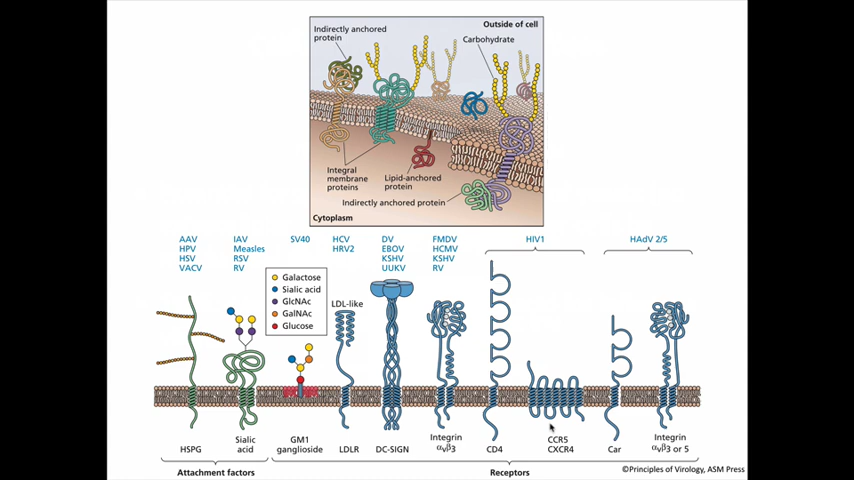 Outside of cell
Indirectly anchored
protein
Carbohydrate
Integral
membrane
proteins
Lipid-anchored
protein
Indirectly anchored protein
Cytoplasm
AAV
HPV
HSV
VACV
IAV
Measles
RSV
RV
SV40
HCV
HRV2
DV
EBOV
KSHV
UUKV
FMDV
HCMV
KSHV
RV
HIV1
HAdV 2/5
Galactose
Sialic acid
GlcNAc
GalNAc
Glucose
LDL-like
HSPG
Sialic
acid
GM1
ganglioside
LDLR
DC-SIGN
Integrin
αvβ3
CD4
CCR5
CXCR4
Car
Integrin
αvβ3 or 5
Attachment factors
Receptors
©Principles of Virology, ASM Press